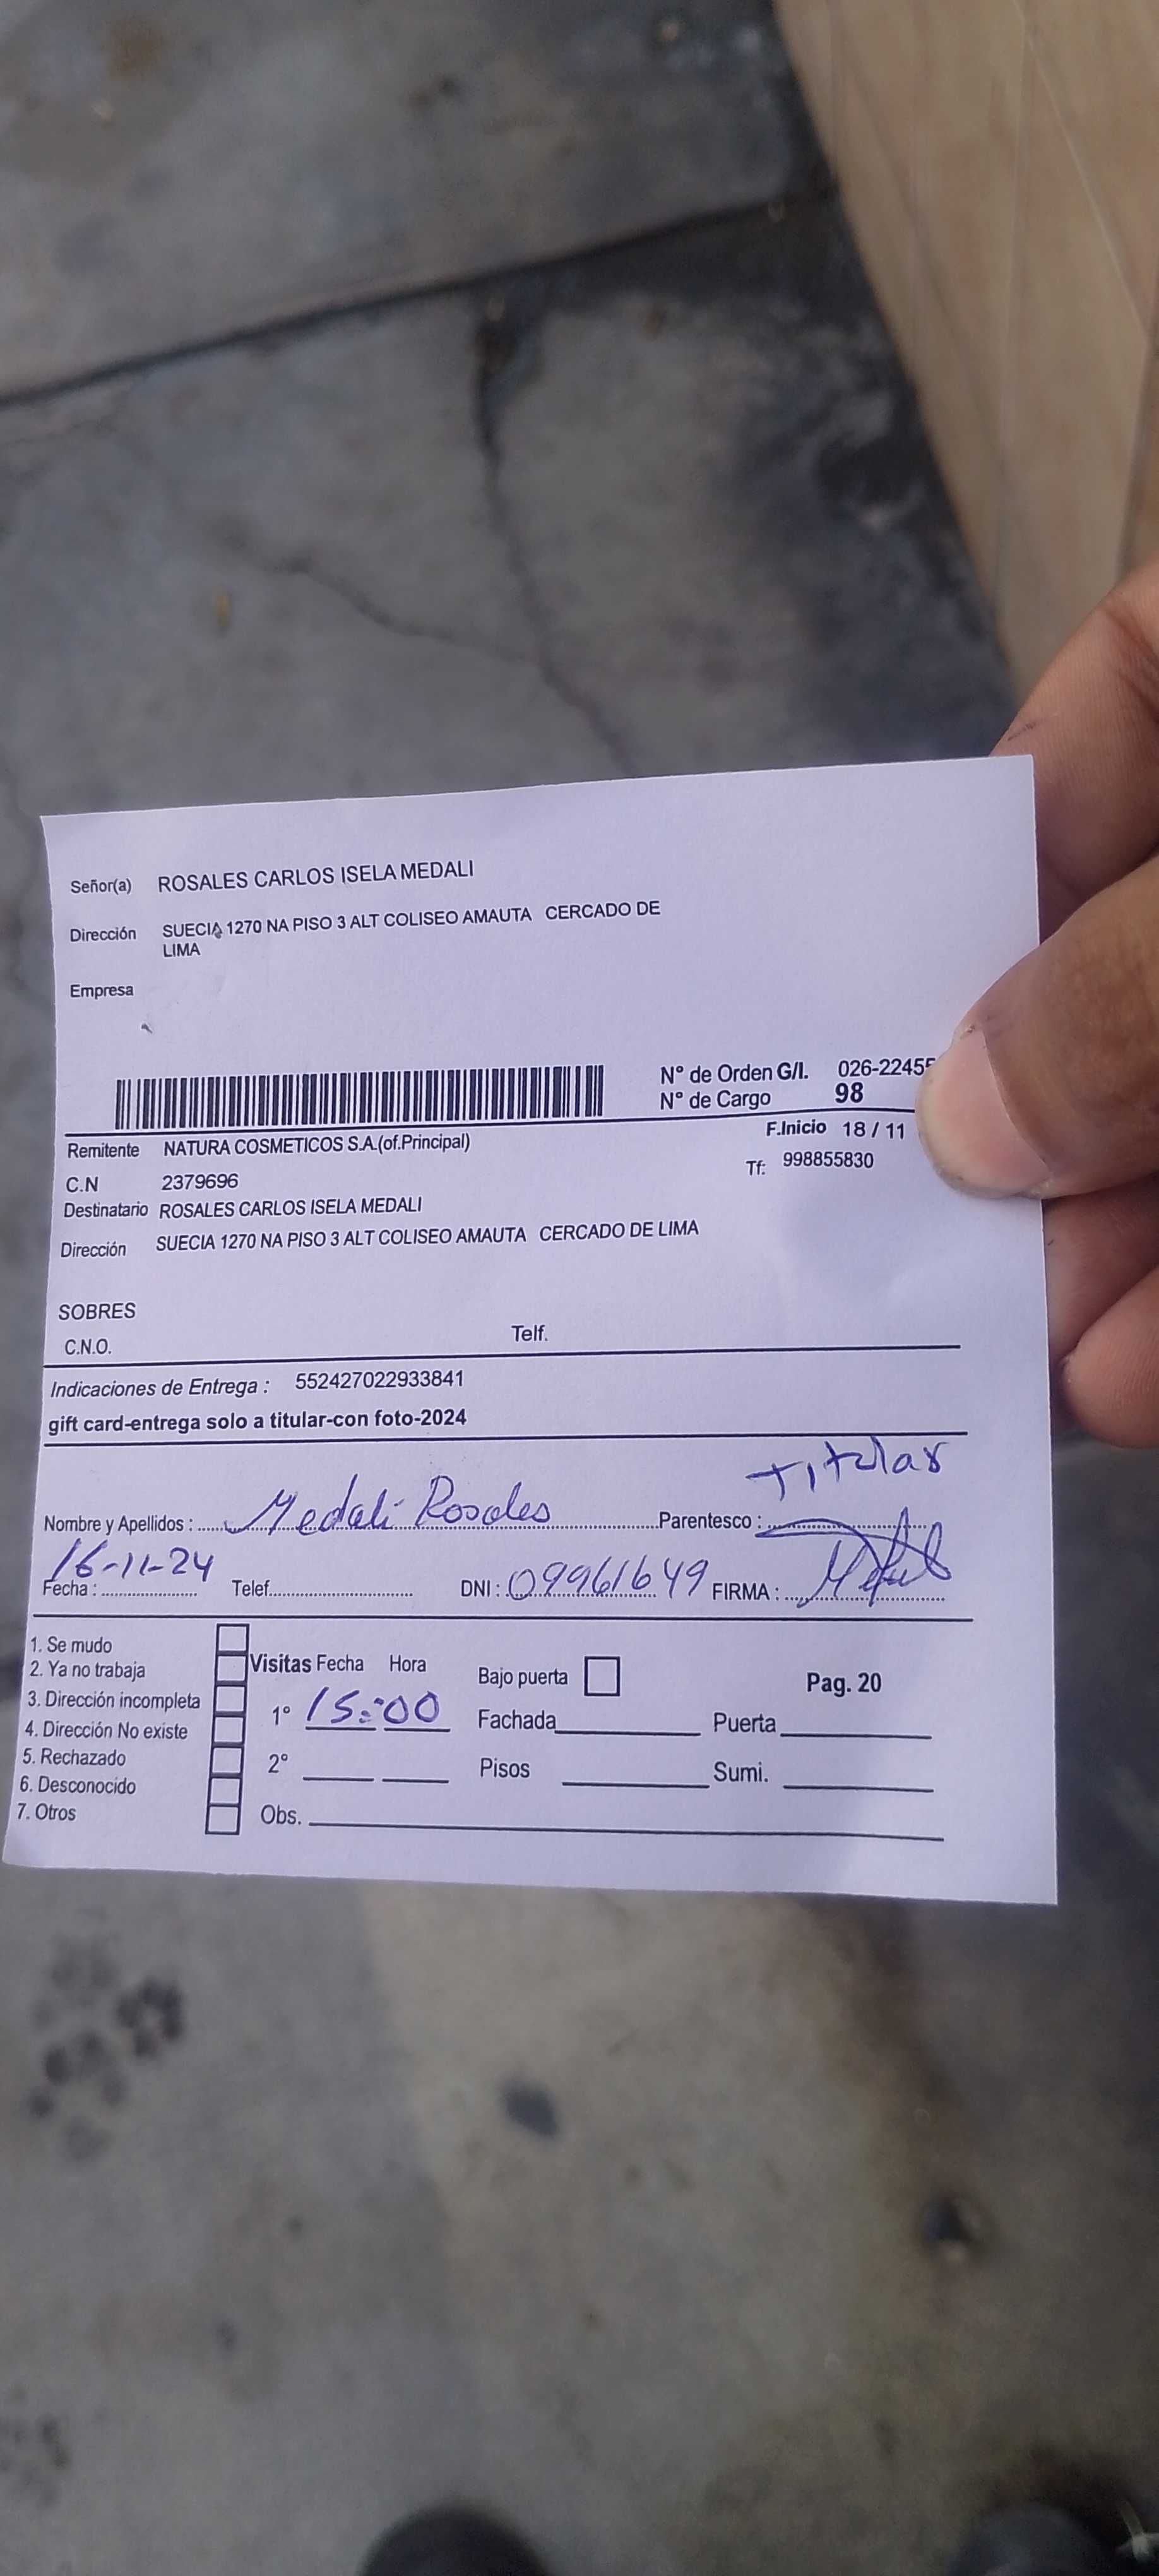 Señor(a) ROSALES CARLOS ISELA MEDALI
Dirección SUECIA 1270 NA PISO 3 ALT COLISEO AMAUTA CERCADO DE
LIMA
Empresa
N° de Orden G/I. 026-22455
N° de Cargo 98
F.Inicio 18 / 11
Remitente NATURA COSMETICOS S.A.(of.Principal)
Tf: 998855830
C.N 2379696
Destinatario ROSALES CARLOS ISELA MEDALI
Dirección SUECIA 1270 NA PISO 3 ALT COLISEO AMAUTA CERCADO DE LIMA
SOBRES
C.N.O. Telf.
Indicaciones de Entrega : 552427022933841
gift card-entrega solo a titular-con foto-2024
Nombre y Apellidos : Medali Rosales Parentesco : Titular
Fecha : 16-11-24 Telef. DNI : 09961649 FIRMA :
1. Se mudo
2. Ya no trabaja
3. Dirección incompleta
4. Dirección No existe
5. Rechazado
6. Desconocido
7. Otros
Visitas Fecha Hora
1° 15:00
2°
Obs.
Bajo puerta
Pag. 20
Fachada Puerta
Pisos Sumi.